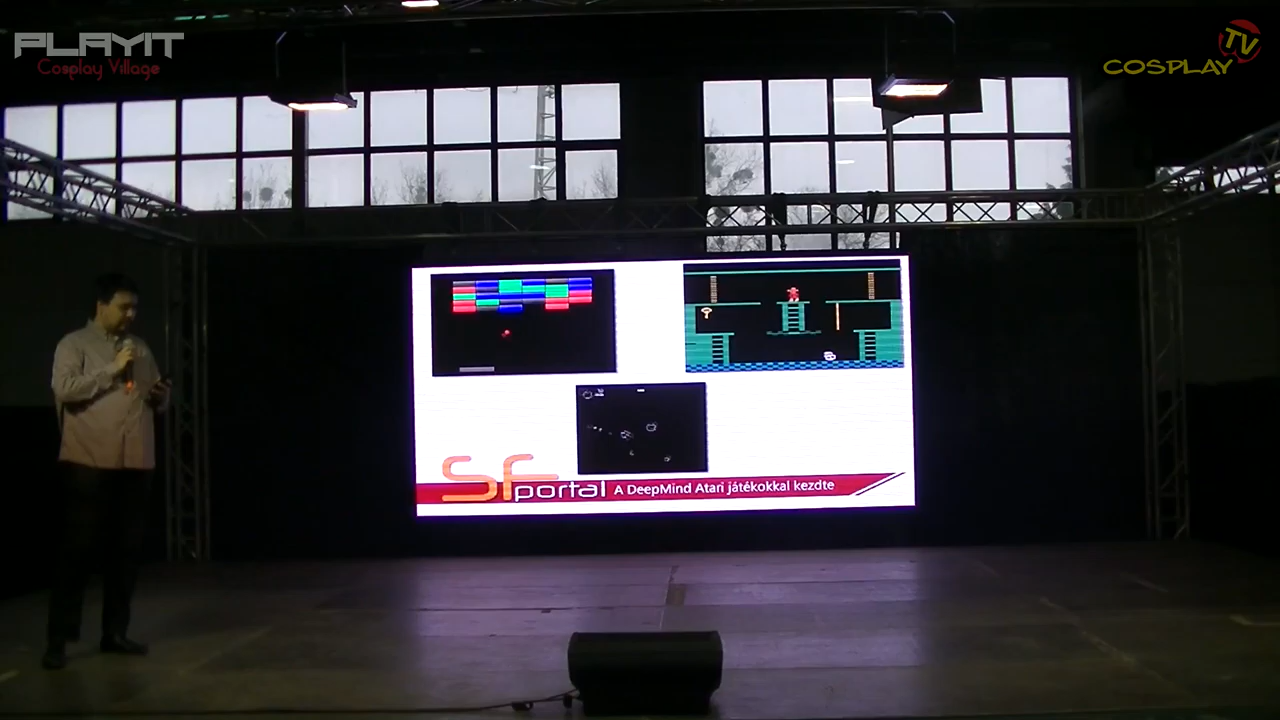 PLAYIT
Cosplay Village
TV
COSPLAY
SF
portal
A DeepMind Atari játékokkal kezdte